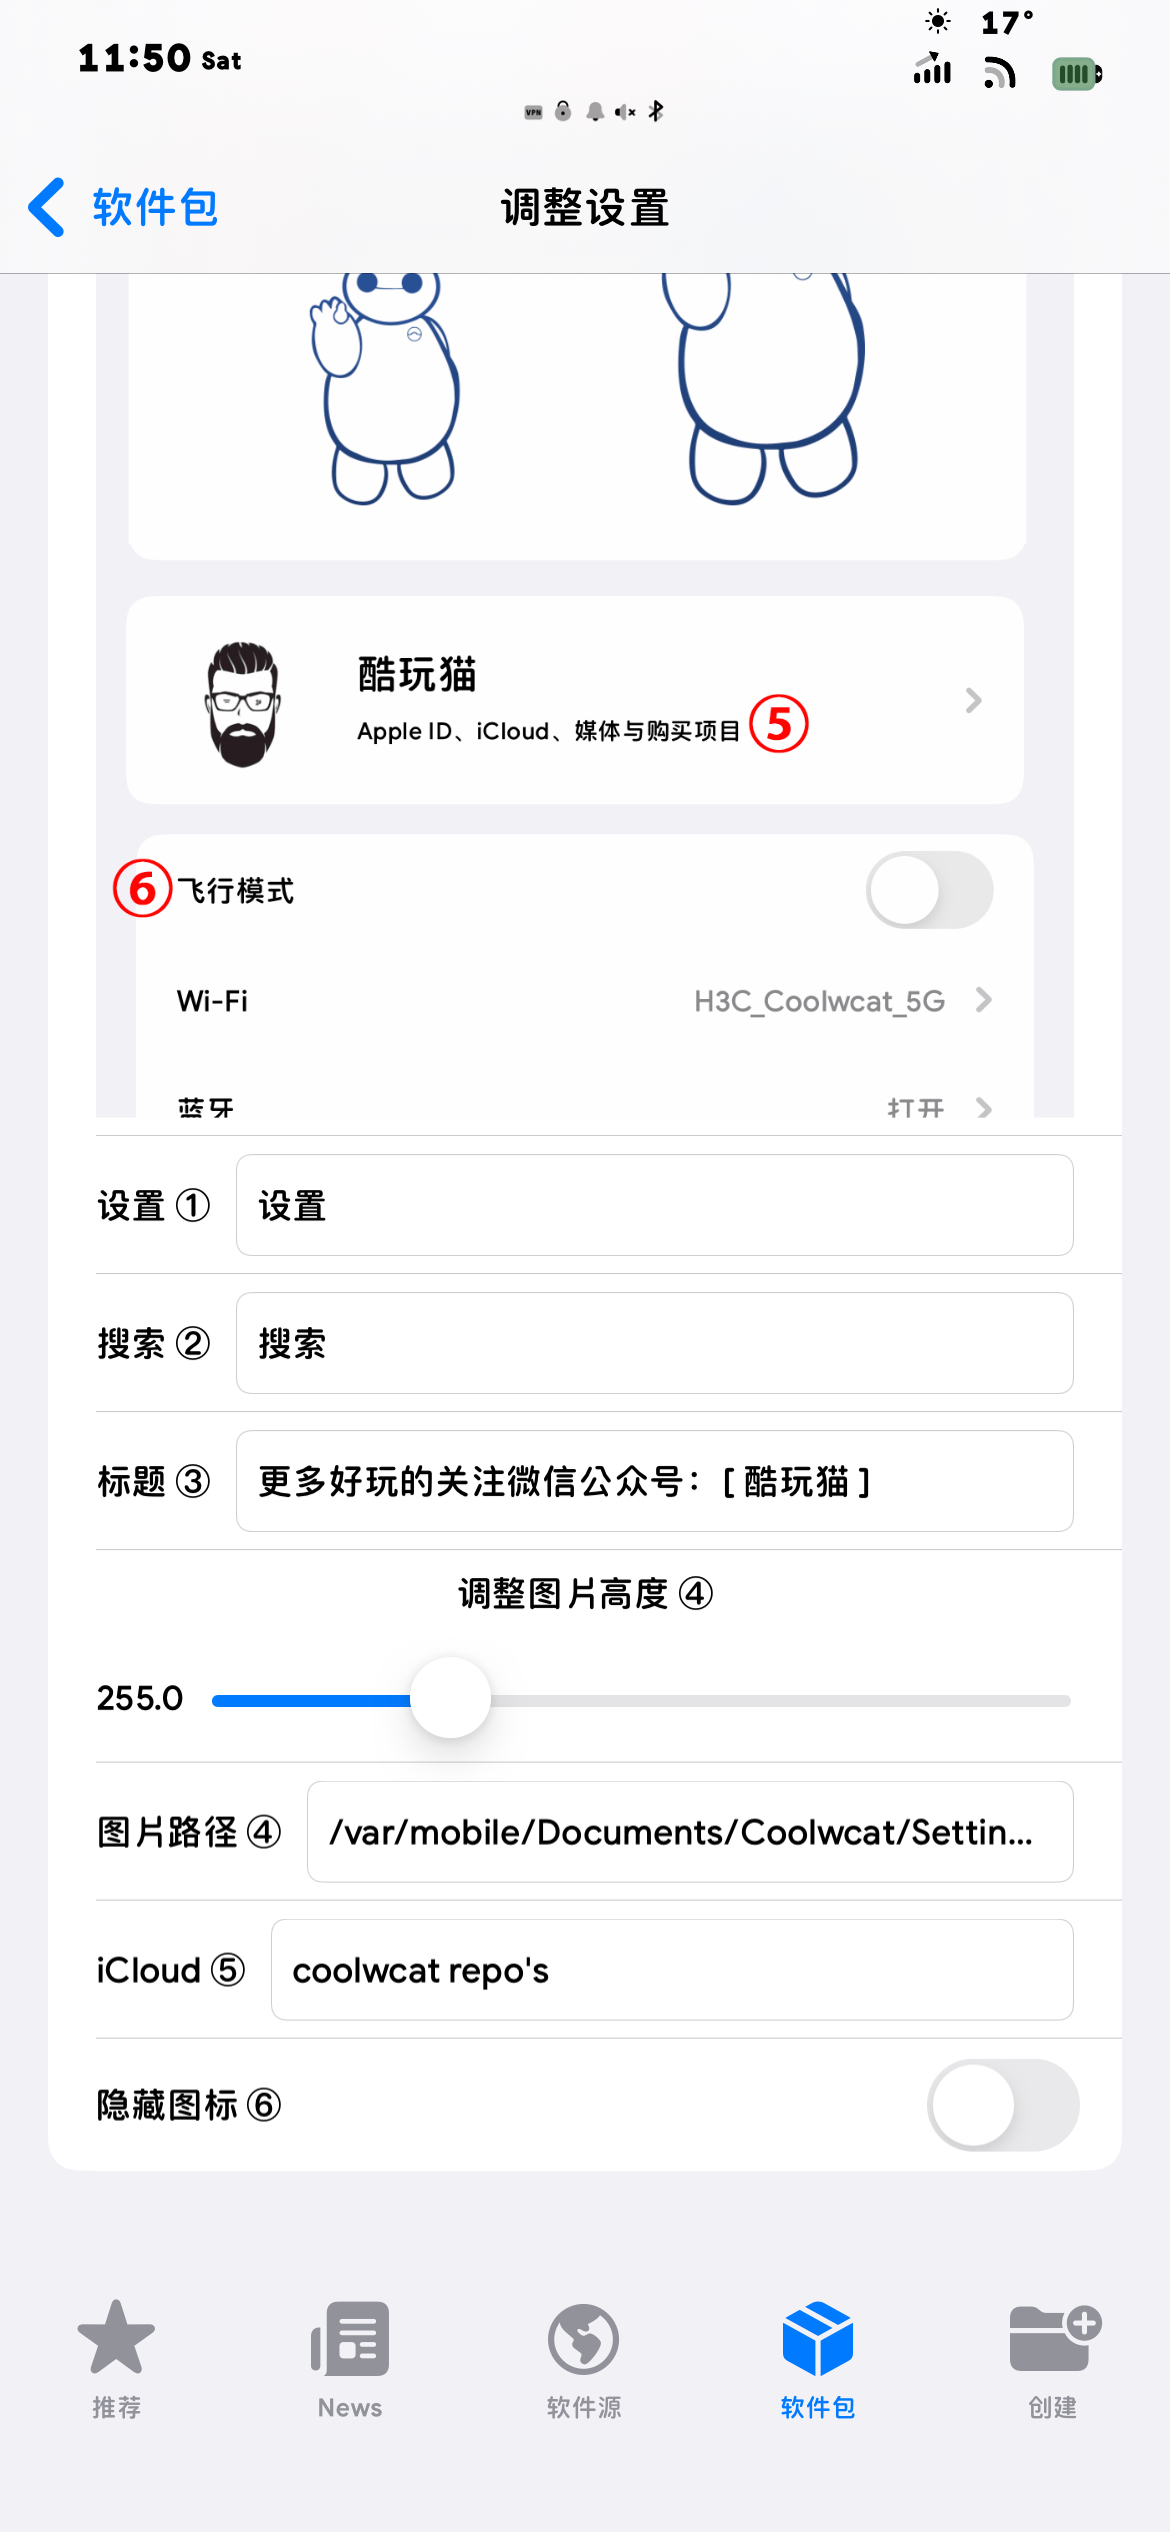 11:50 Sat
17°
VPN
软件包
调整设置
酷玩猫
Apple ID、iCloud、媒体与购买项目 ⑤
⑥ 飞行模式
Wi-Fi H3C_Coolwcat_5G
蓝牙 打开
设置 ① 设置
搜索 ② 搜索
标题 ③ 更多好玩的关注微信公众号：[ 酷玩猫 ]
调整图片高度 ④
255.0
图片路径 ④ /var/mobile/Documents/Coolwcat/Settin...
iCloud ⑤ coolwcat repo's
隐藏图标 ⑥
推荐
News
软件源
软件包
创建